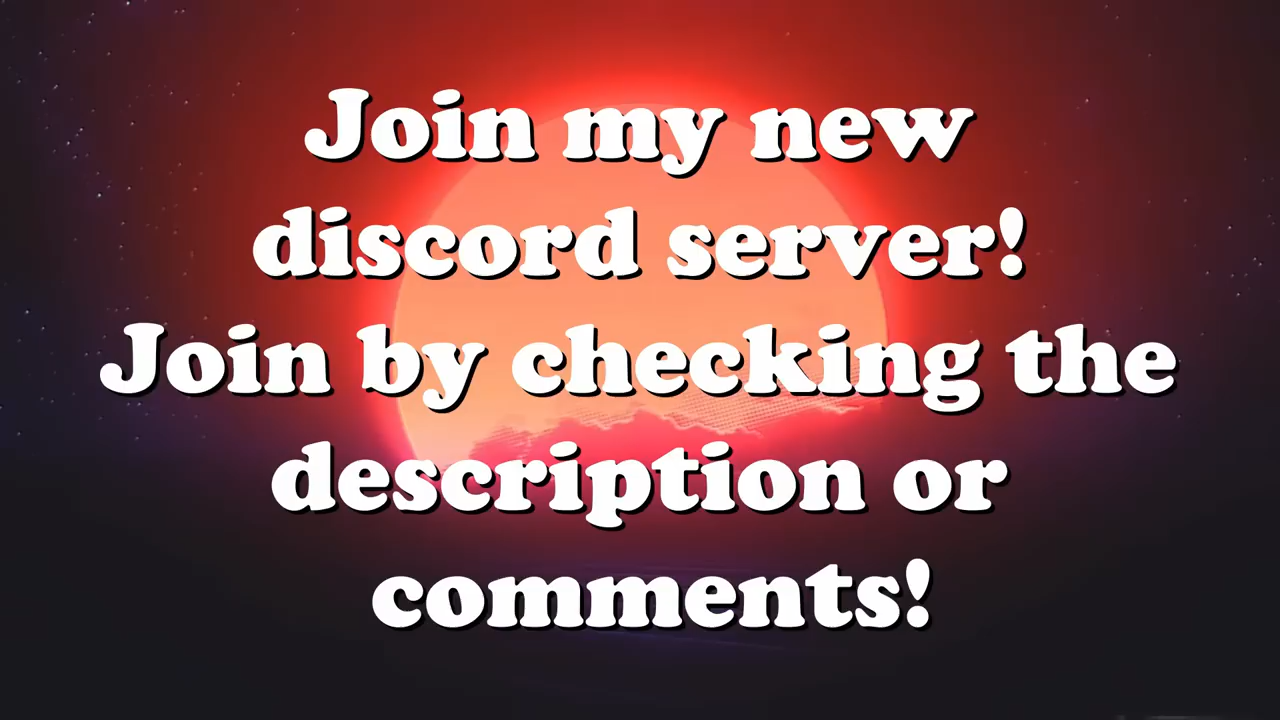 Join my new
discord server!
Join by checking the
description or
comments!